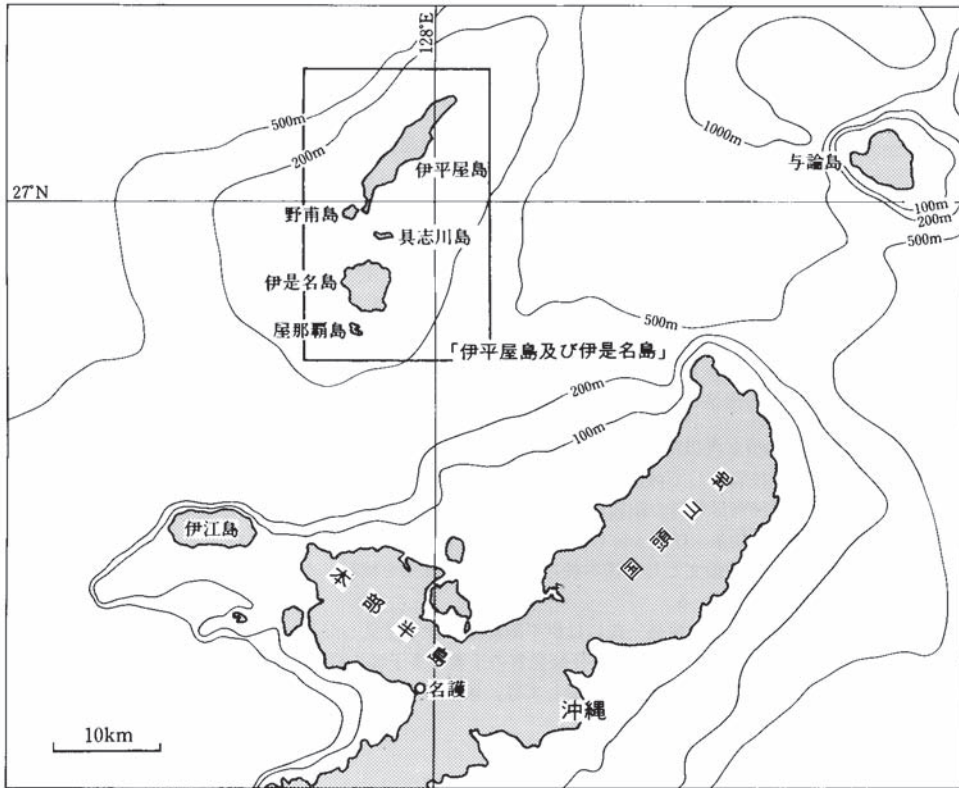 128°E
500m
200m
1000m
与論島
伊平屋島
27°N
100m
200m
500m
野甫島
具志川島
伊是名島
屋那覇島
500m
「伊平屋島及び伊是名島」
200m
100m
伊江島
国頭山地
本部半島
名護
沖縄
10km